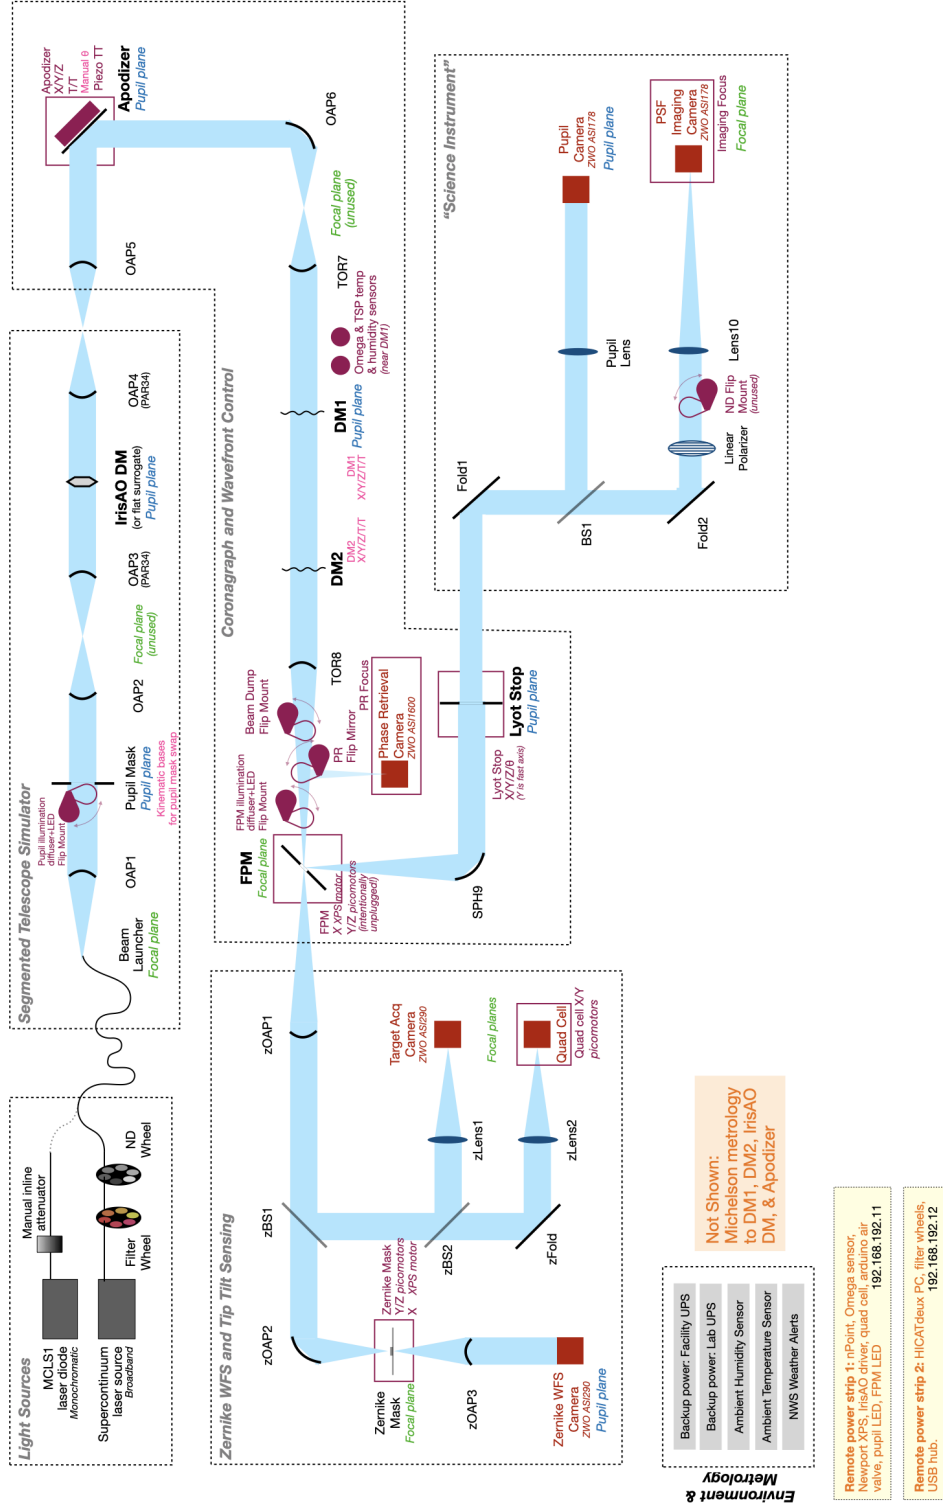 Light Sources
MCLS1
laser diode
Monochromatic
Manual inline
attenuator
Supercontinuum
laser source
Broadband
Filter
Wheel
ND
Wheel
Segmented Telescope Simulator
Beam
Launcher
Focal plane
OAP1
Pupil illumination
diffuser+LED
Flip Mount
Pupil Mask
Pupil plane
Kinematic bases
for pupil mask swap
OAP2
Focal plane
(unused)
OAP3
(PAR34)
IrisAO DM
(or flat surrogate)
Pupil plane
OAP4
(PAR34)
OAP5
Apodizer
X/Y/Z
T/T
Manual θ
Piezo TT
Apodizer
Pupil plane
Coronagraph and Wavefront Control
OAP6
Focal plane
(unused)
TOR7
Omega & TSP temp
& humidity sensors
(near DM1)
DM1
Pupil plane
DM1
X/Y/Z/T/T
DM2
DM2
X/Y/Z/T/T
TOR8
Beam Dump
Flip Mount
PR
Flip Mirror
PR Focus
Phase Retrieval
Camera
ZWO ASI1600
FPM illumination
diffuser+LED
Flip Mount
FPM
Focal plane
FPM
X XPS motor
Y/Z picomotors
(intentionally
unplugged!)
SPH9
Lyot Stop
X/Y/Z/θ
(Y is fast axis)
Lyot Stop
Pupil plane
"Science Instrument"
Fold1
BS1
Pupil
Lens
Pupil
Camera
ZWO ASI178
Pupil plane
Fold2
Linear
Polarizer
ND Flip
Mount
(unused)
Lens10
PSF
Imaging
Camera
ZWO ASI178
Imaging Focus
Focal plane
Zernike WFS and Tip Tilt Sensing
zOAP1
zBS1
zOAP2
Zernike Mask
Y/Z picomotors
X XPS motor
Zernike
Mask
Focal plane
zOAP3
Zernike WFS
Camera
ZWO ASI290
Pupil plane
zBS2
zLens1
Target Acq
Camera
ZWO ASI290
Focal planes
zFold
zLens2
Quad Cell
Quad cell X/Y
picomotors
Environment &
Metrology
Backup power: Facility UPS
Backup power: Lab UPS
Ambient Humidity Sensor
Ambient Temperature Sensor
NWS Weather Alerts
Not Shown:
Michelson metrology
to DM1, DM2, IrisAO
DM, & Apodizer
Remote power strip 1: nPoint, Omega sensor,
Newport XPS, IrisAO driver, quad cell, arduino air
valve, pupil LED, FPM LED 192.168.192.11
Remote power strip 2: HICATdeux PC, filter wheels,
USB hub. 192.168.192.12